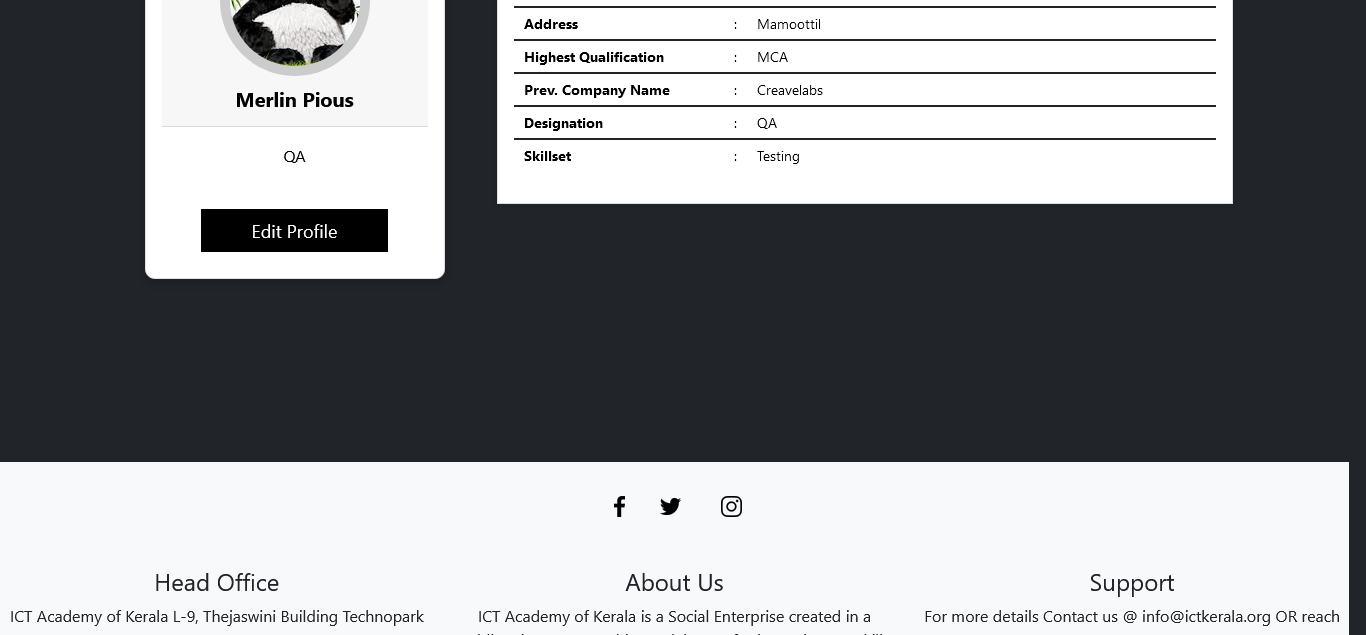 Merlin Pious
QA
Edit Profile
Address : Mamoottil
Highest Qualification : MCA
Prev. Company Name : Creavelabs
Designation : QA
Skillset : Testing
Head Office
ICT Academy of Kerala L-9, Thejaswini Building Technopark
About Us
ICT Academy of Kerala is a Social Enterprise created in a
Support
For more details Contact us @ info@ictkerala.org OR reach